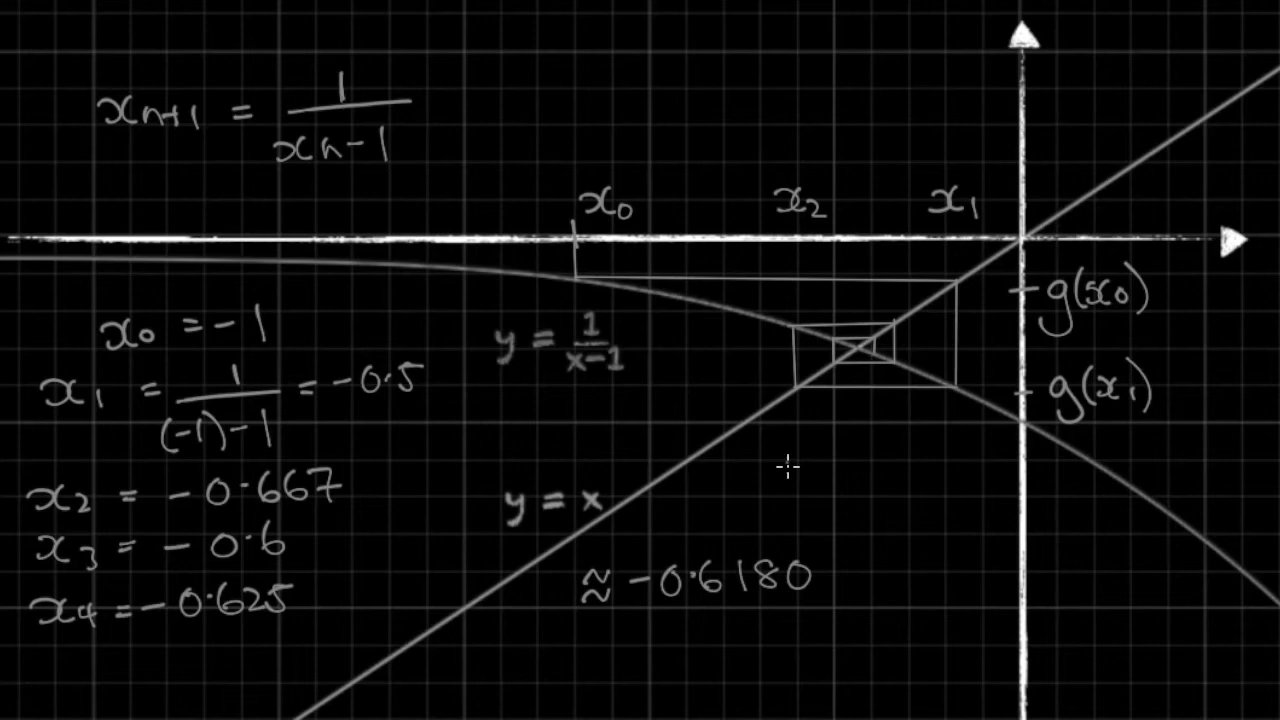 xₙ₊₁ = 1/(xₙ − 1)
x₀ x₂ x₁
g(x₀)
x₀ = −1
y = 1/(x−1)
x₁ = 1/((−1)−1) = −0.5
g(x₁)
x₂ = −0.667
y = x
x₃ = −0.6
≈ −0.6180
x₄ = −0.625